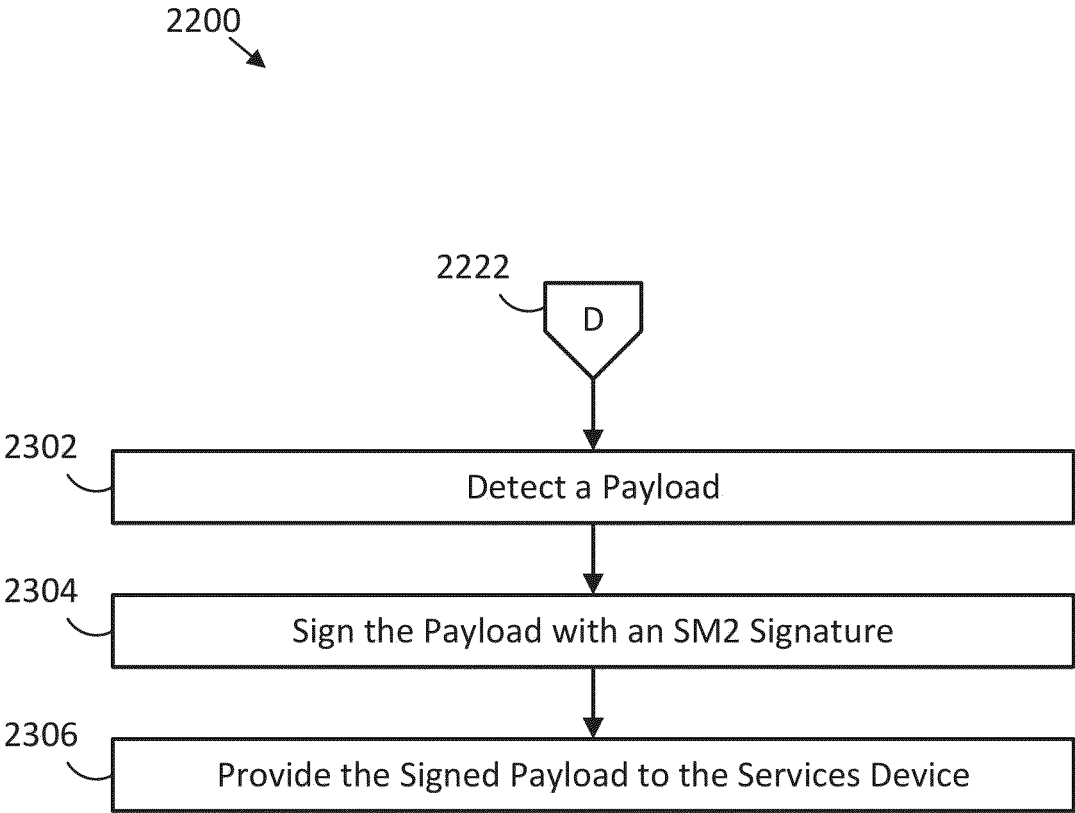 2200
2222
D
2302
Detect a Payload
2304
Sign the Payload with an SM2 Signature
2306
Provide the Signed Payload to the Services Device